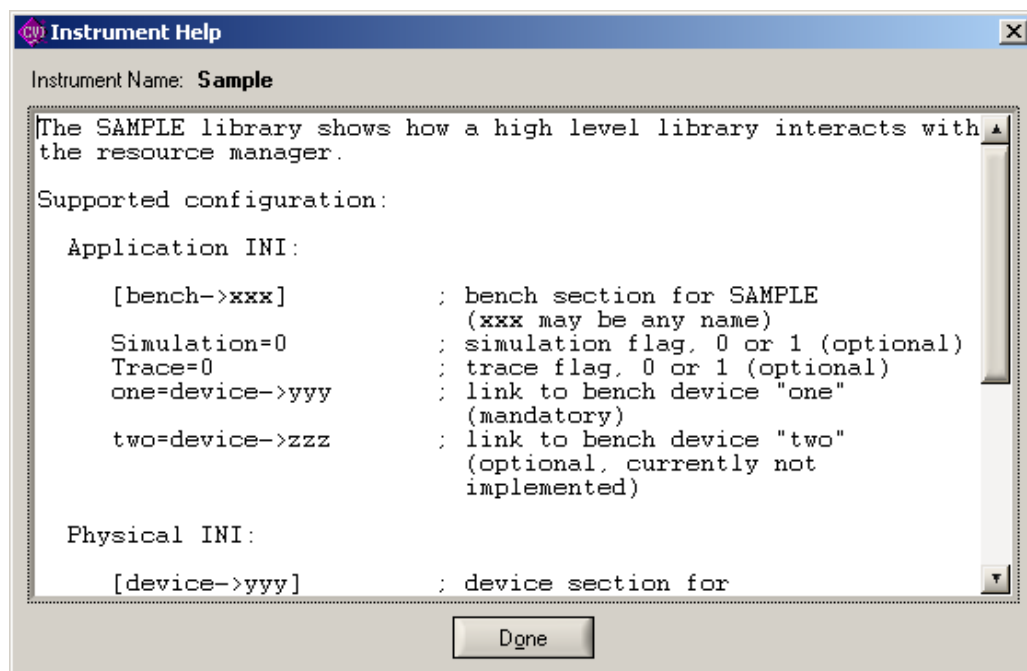 CVI Instrument Help
Instrument Name: Sample
The SAMPLE library shows how a high level library interacts with
the resource manager.
Supported configuration:
Application INI:
[bench->xxx] ; bench section for SAMPLE
(xxx may be any name)
Simulation=0 ; simulation flag, 0 or 1 (optional)
Trace=0 ; trace flag, 0 or 1 (optional)
one=device->yyy ; link to bench device "one"
(mandatory)
two=device->zzz ; link to bench device "two"
(optional, currently not
implemented)
Physical INI:
[device->yyy] ; device section for
Done